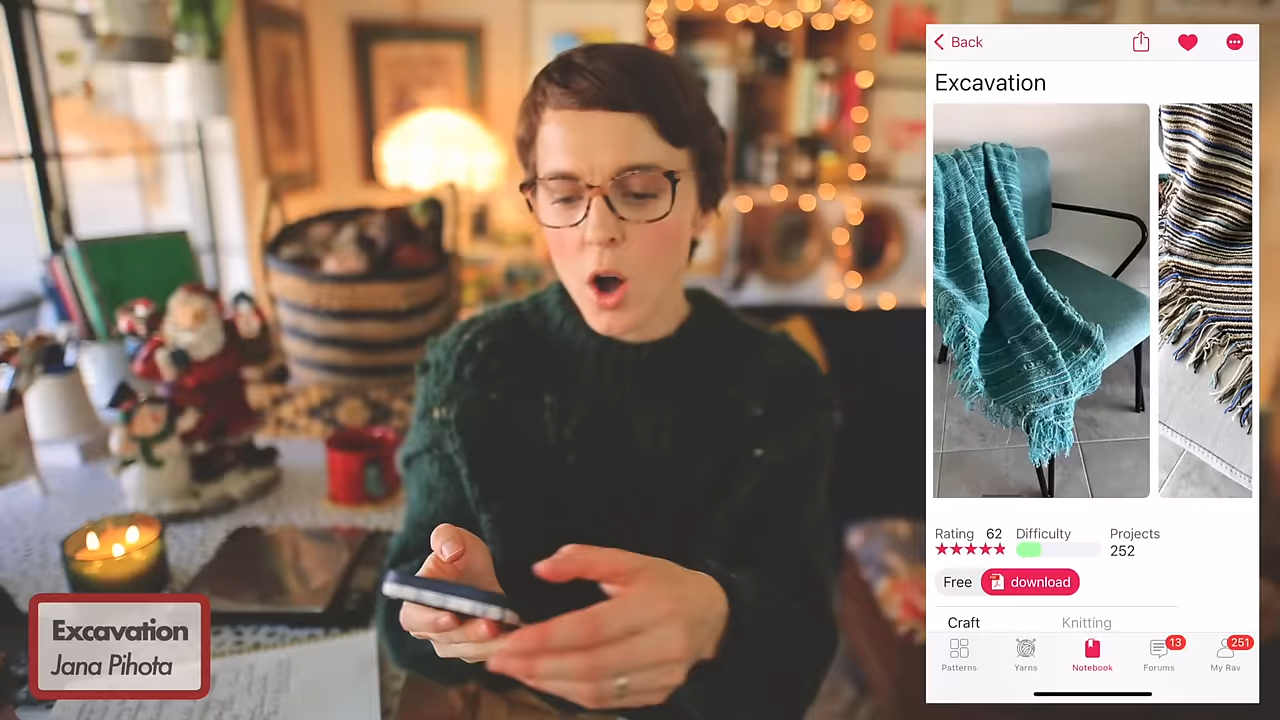 Back
Excavation
Rating 62 Difficulty Projects
252
Free download
Craft Knitting
13 251
Patterns Yarns Notebook Forums My Rav
Excavation
Jana Pihota